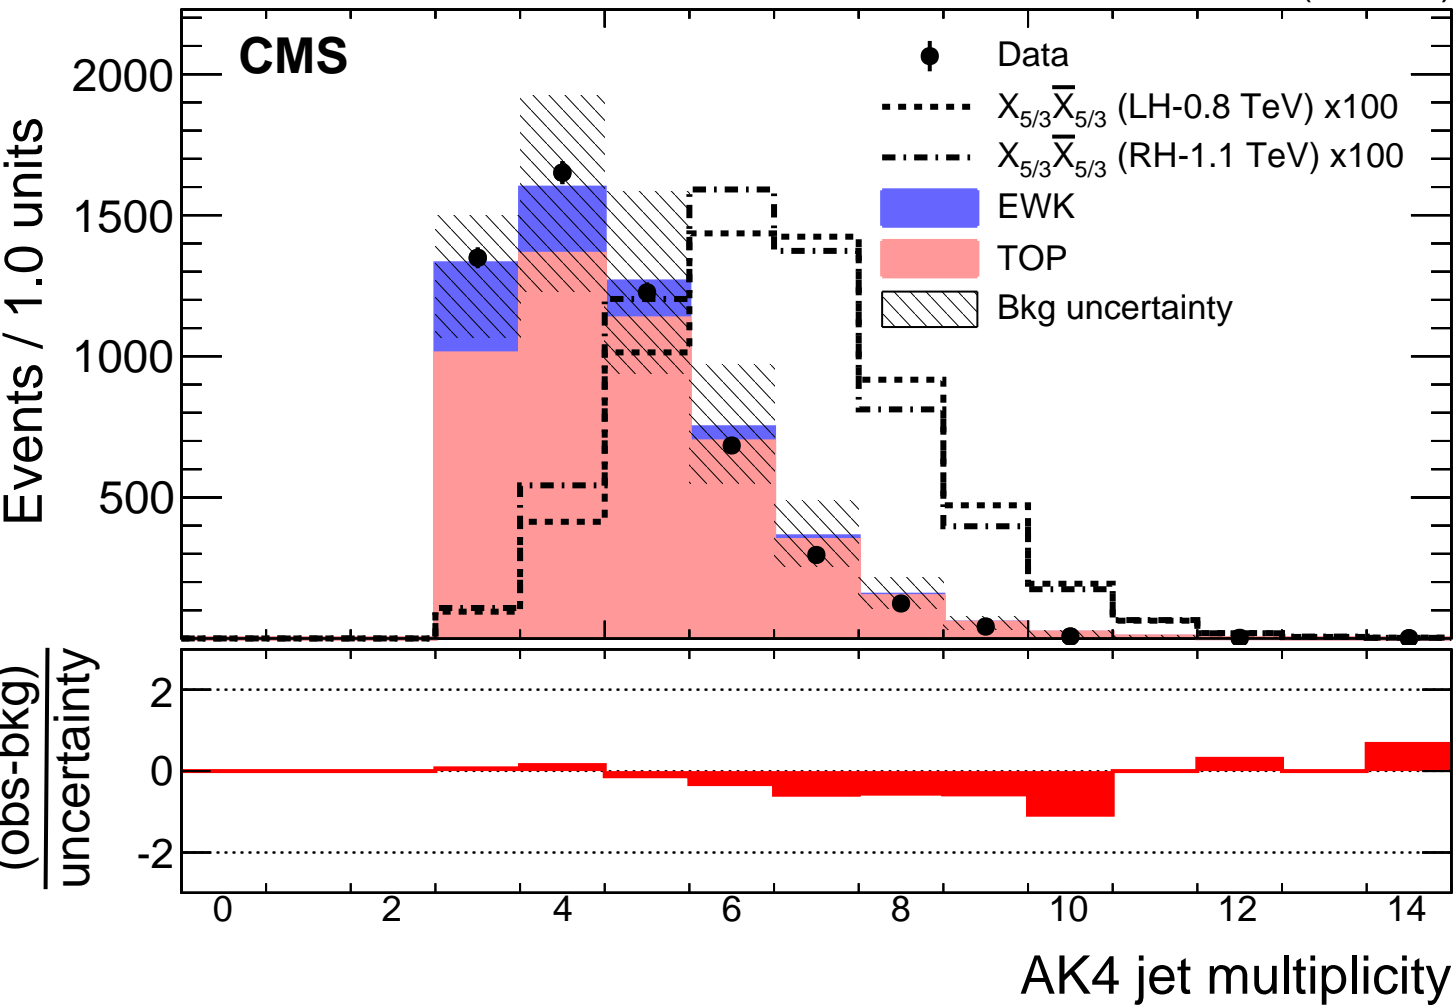 CMS
Data
X5/3X̅5/3 (LH-0.8 TeV) x100
X5/3X̅5/3 (RH-1.1 TeV) x100
EWK
TOP
Bkg uncertainty
Events / 1.0 units
2000
1500
1000
500
(obs-bkg)
uncertainty
2
0
-2
0 2 4 6 8 10 12 14
AK4 jet multiplicity